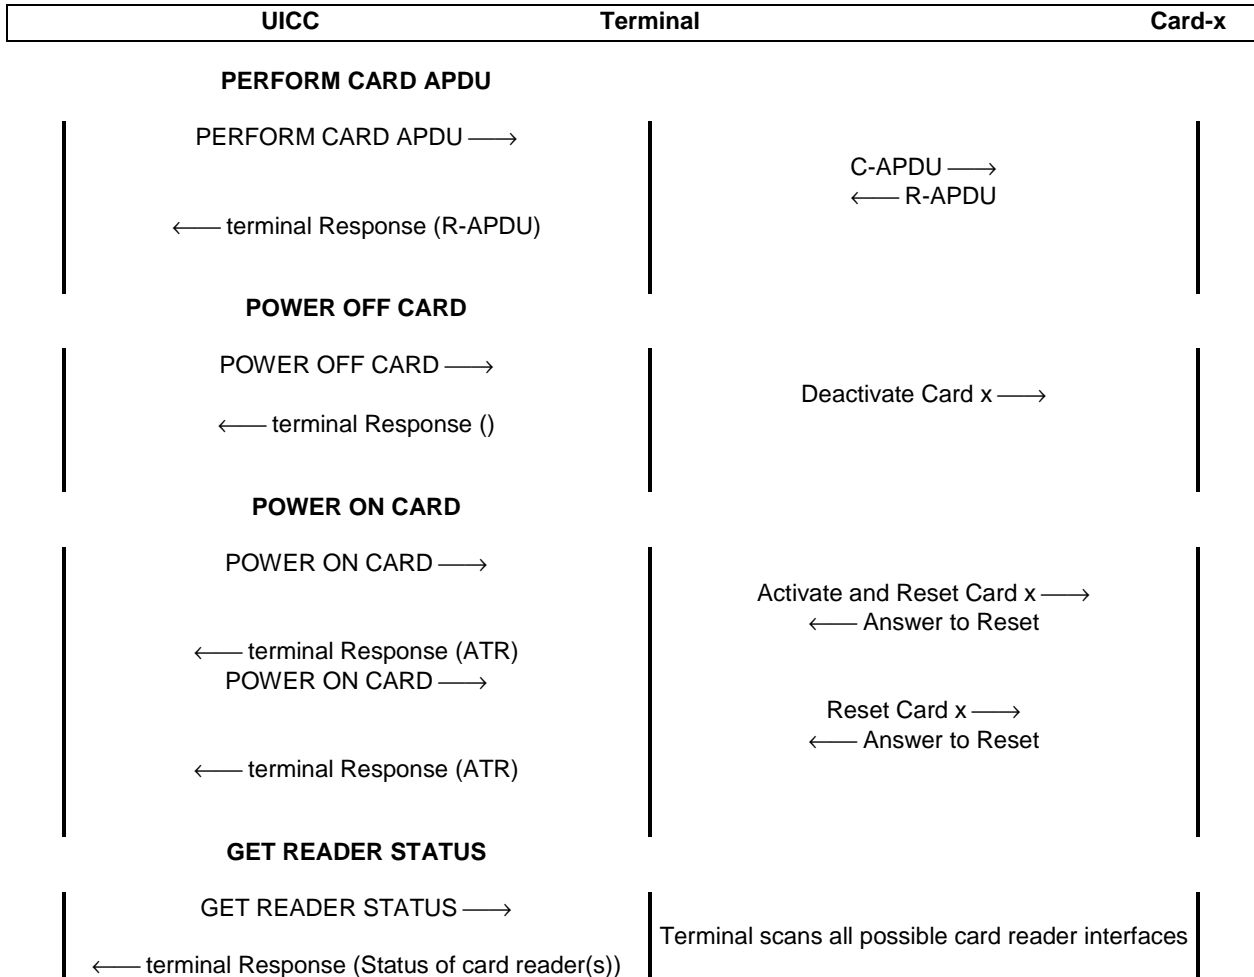 UICC Terminal Card-x
PERFORM CARD APDU
PERFORM CARD APDU ⟶
C-APDU ⟶
⟵ R-APDU
⟵ terminal Response (R-APDU)
POWER OFF CARD
POWER OFF CARD ⟶
Deactivate Card x ⟶
⟵ terminal Response ()
POWER ON CARD
POWER ON CARD ⟶
Activate and Reset Card x ⟶
⟵ Answer to Reset
⟵ terminal Response (ATR)
POWER ON CARD ⟶
Reset Card x ⟶
⟵ Answer to Reset
⟵ terminal Response (ATR)
GET READER STATUS
GET READER STATUS ⟶
Terminal scans all possible card reader interfaces
⟵ terminal Response (Status of card reader(s))